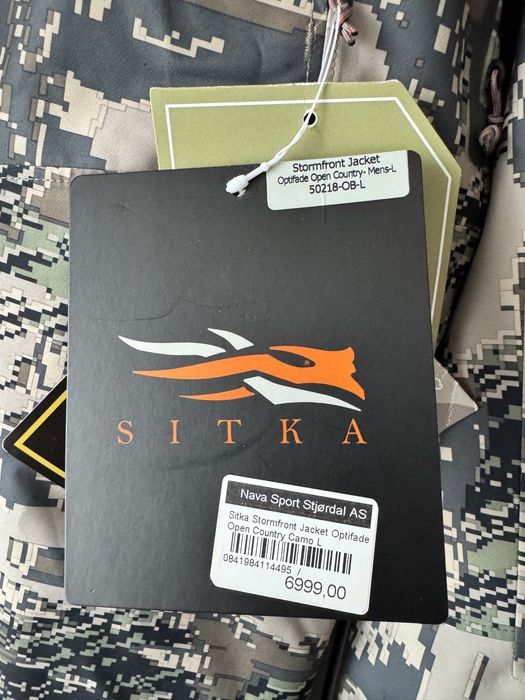 Stormfront Jacket
Optifade Open Country- Mens-L
50218-OB-L
SITKA
Nava Sport Stjørdal AS
Sitka Stormfront Jacket Optifade
Open Country Camo L
0841984114495 /
6999,00